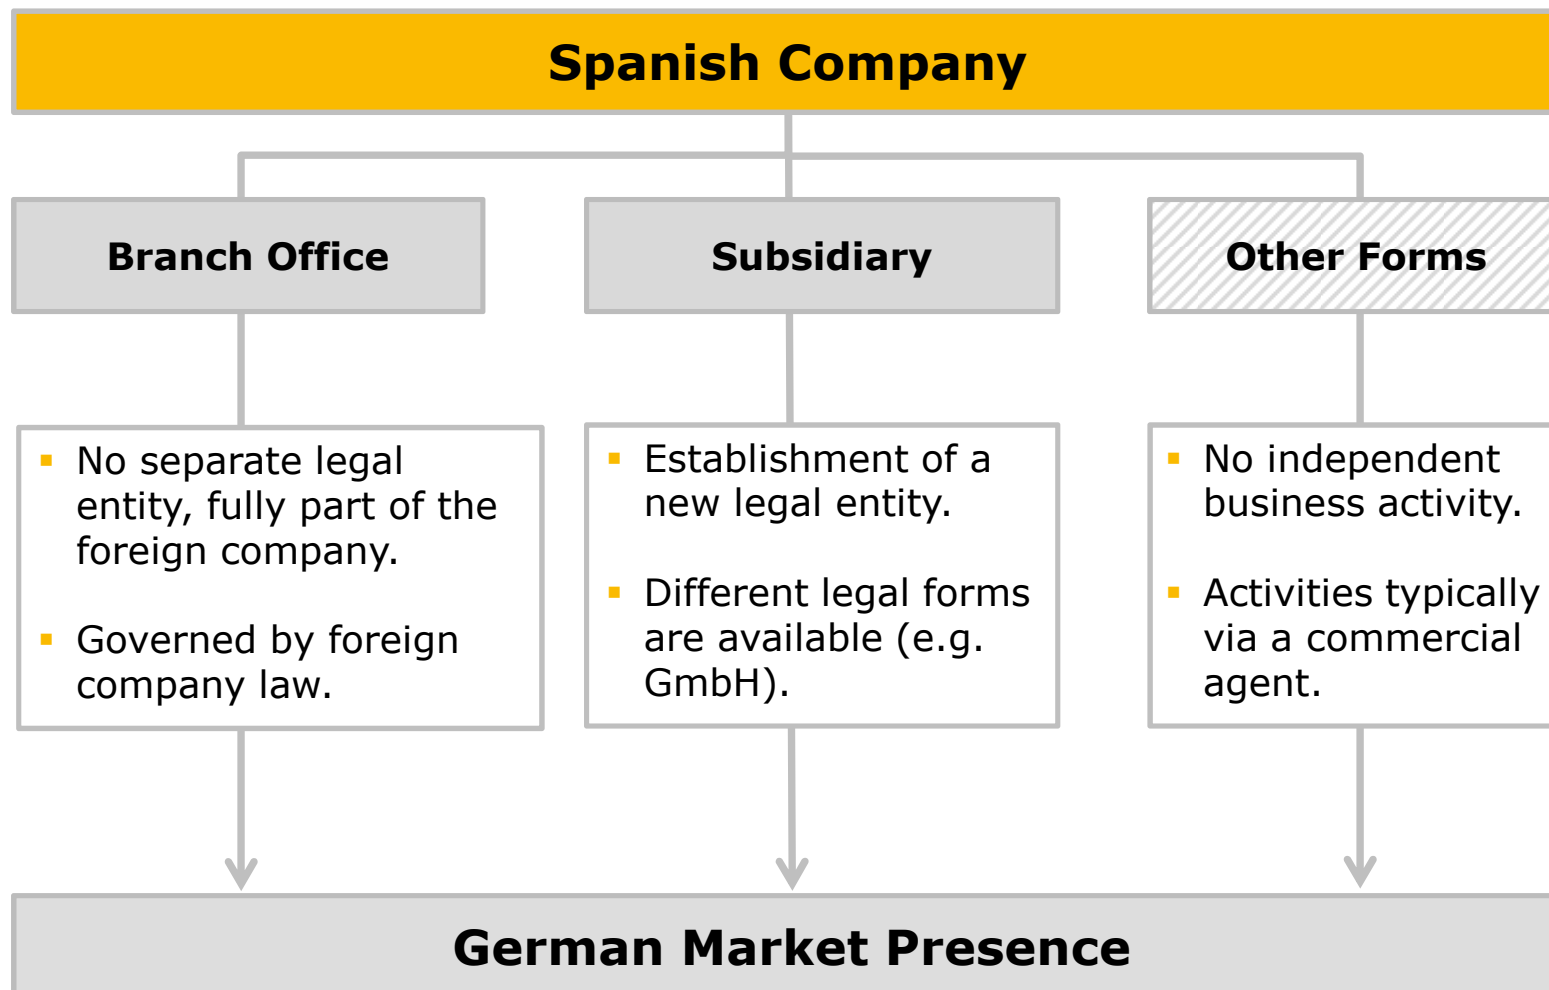 Spanish Company
Branch Office
Subsidiary
Other Forms
▪ No separate legal
entity, fully part of the
foreign company.
▪ Governed by foreign
company law.
▪ Establishment of a
new legal entity.
▪ Different legal forms
are available (e.g.
GmbH).
▪ No independent
business activity.
▪ Activities typically
via a commercial
agent.
German Market Presence